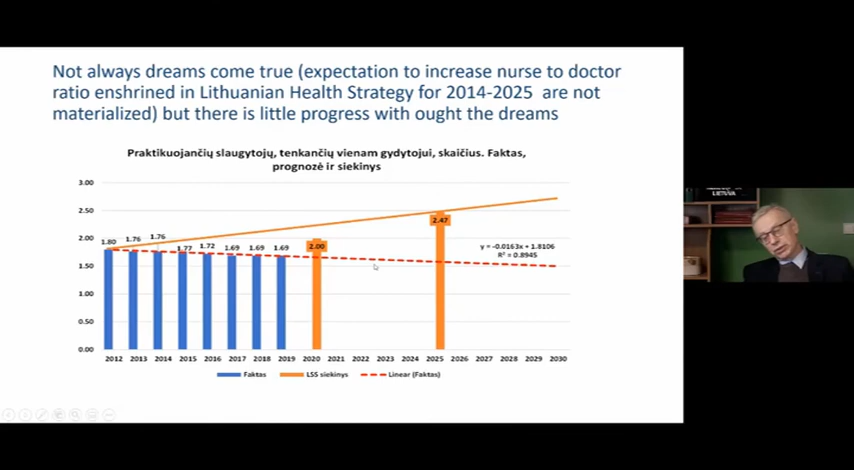 Not always dreams come true (expectation to increase nurse to doctor
ratio enshrined in Lithuanian Health Strategy for 2014-2025 are not
materialized) but there is little progress with ought the dreams
Praktikuojančių slaugytojų, tenkančių vienam gydytojui, skaičius. Faktas,
prognozė ir siekinys
3.00
2.50
2.00
1.50
1.00
0.50
0.00
1.80 1.76 1.76 1.77 1.72 1.69 1.69 1.69 2.00 2.47
y = -0.0163x + 1.8106
R² = 0.8945
2012 2013 2014 2015 2016 2017 2018 2019 2020 2021 2022 2023 2024 2025 2026 2027 2028 2029 2030
Faktas LSS siekinys Linear (Faktas)
LIETUVA